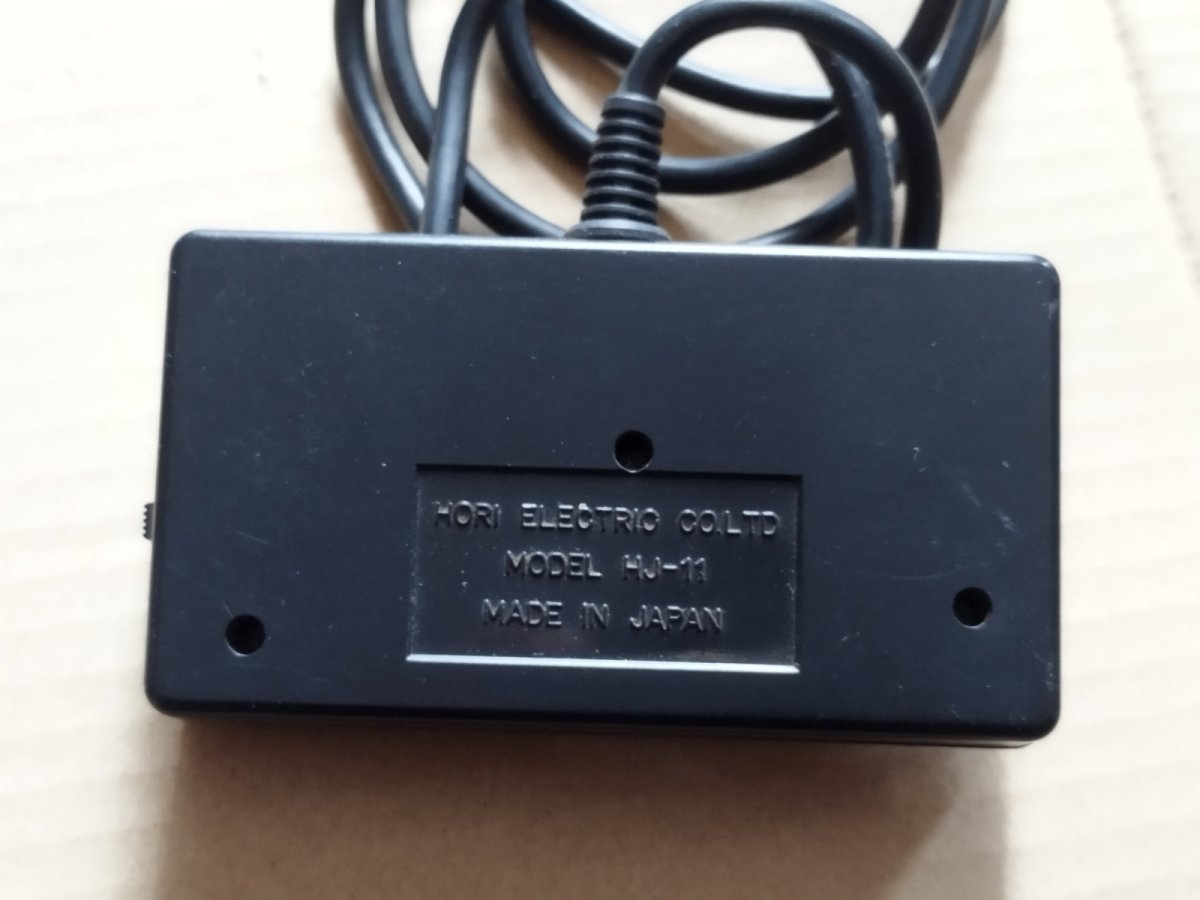 HORI ELECTRIC CO.LTD
MODEL HJ-11
MADE IN JAPAN